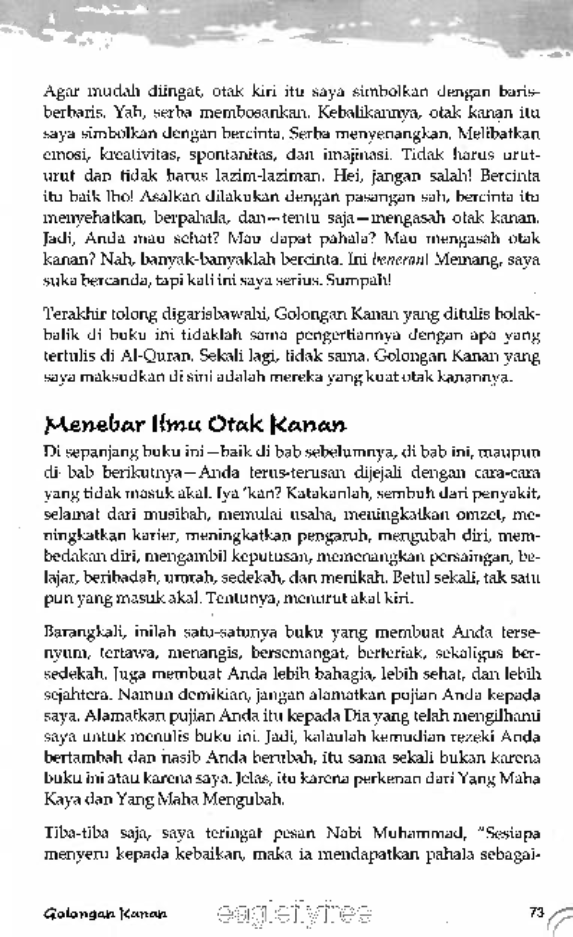 Agar mudah diingat, otak kiri itu saya simbolkan dengan baris-
berbaris. Yah, serba membosankan. Kebalikannya, otak kanan itu
saya simbolkan dengan bercinta. Serba menyenangkan. Melibatkan
emosi, kreativitas, spontanitas, dan imajinasi. Tidak harus urut-
urut dan tidak harus lazim-laziman. Hei, jangan salah! Bercinta
itu baik lho! Asalkan dilakukan dengan pasangan sah, bercinta itu
menyehatkan, berpahala, dan—tentu saja—mengasah otak kanan.
Jadi, Anda mau sehat? Mau dapat pahala? Mau mengasah otak
kanan? Nah, banyak-banyaklah bercinta. Ini beneran! Memang, saya
suka bercanda, tapi kali ini saya serius. Sumpah!
Terakhir tolong digarisbawahi, Golongan Kanan yang ditulis bolak-
balik di buku ini tidaklah sama pengertiannya dengan apa yang
tertulis di Al-Quran. Sekali lagi, tidak sama. Golongan Kanan yang
saya maksudkan di sini adalah mereka yang kuat otak kanannya.
Menebar Ilmu Otak Kanan
Di sepanjang buku ini—baik di bab sebelumnya, di bab ini, maupun
di bab berikutnya—Anda terus-terusan dijejali dengan cara-cara
yang tidak masuk akal. Iya 'kan? Katakanlah, sembuh dari penyakit,
selamat dari musibah, memulai usaha, meningkatkan omzet, me-
ningkatkan karier, meningkatkan pengaruh, mengubah diri, mem-
bedakan diri, mengambil keputusan, memenangkan persaingan, be-
lajar, beribadah, umrah, sedekah, dan menikah. Betul sekali, tak satu
pun yang masuk akal. Tentunya, menurut akal kiri.
Barangkali, inilah satu-satunya buku yang membuat Anda terse-
nyum, tertawa, menangis, bersemangat, berteriak, sekaligus ber-
sedekah. Juga membuat Anda lebih bahagia, lebih sehat, dan lebih
sejahtera. Namun demikian, jangan alamatkan pujian Anda kepada
saya. Alamatkan pujian Anda itu kepada Dia yang telah mengilhami
saya untuk menulis buku ini. Jadi, kalaulah kemudian rezeki Anda
bertambah dan nasib Anda berubah, itu sama sekali bukan karena
buku ini atau karena saya. Jelas, itu karena perkenan dari Yang Maha
Kaya dan Yang Maha Mengubah.
Tiba-tiba saja, saya teringat pesan Nabi Muhammad, "Sesiapa
menyeru kepada kebaikan, maka ia mendapatkan pahala sebagai-
Golongan Kanan eagleflyfree 73